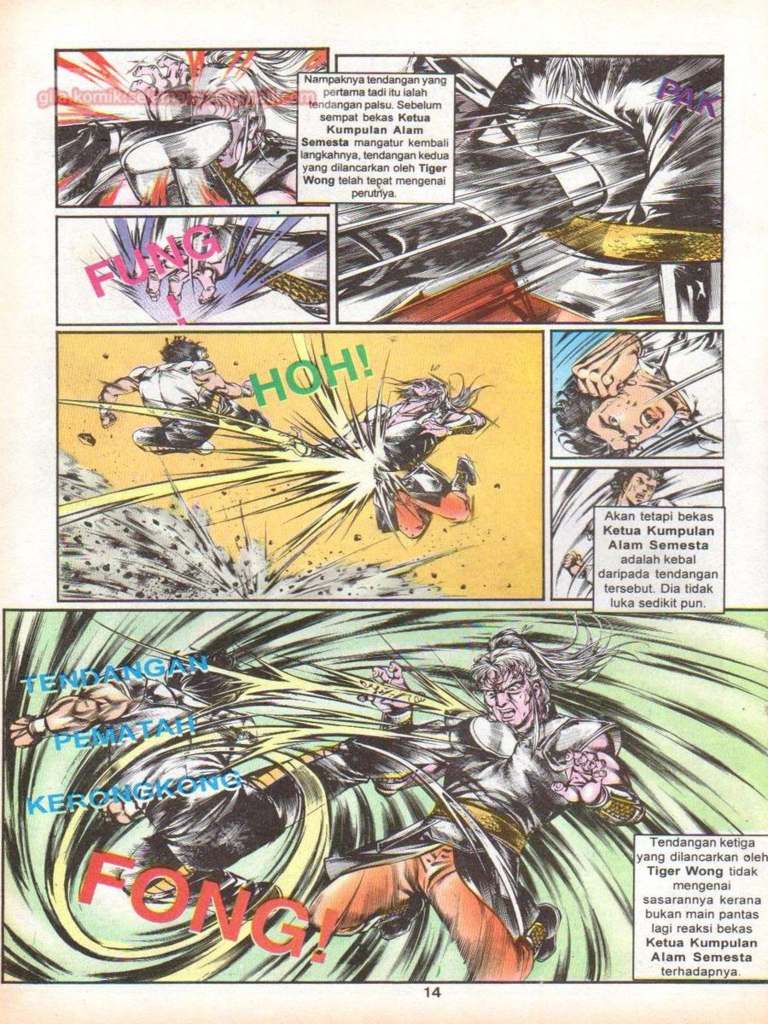 Nampaknya tendangan yang
pertama tadi itu ialah
tendangan palsu. Sebelum
sempat bekas Ketua
Kumpulan Alam
Semesta mangatur kembali
langkahnya, tendangan kedua
yang dilancarkan oleh Tiger
Wong telah tepat mengenai
perutnya.
PAK
!
FUNG
!
HOH!
Akan tetapi bekas
Ketua Kumpulan
Alam Semesta
adalah kebal
daripada tendangan
tersebut. Dia tidak
luka sedikit pun.
TENDANGAN
PEMATAH
KERONGKONG
FONG!
Tendangan ketiga
yang dilancarkan oleh
Tiger Wong tidak
mengenai
sasarannya kerana
bukan main pantas
lagi reaksi bekas
Ketua Kumpulan
Alam Semesta
terhadapnya.
14